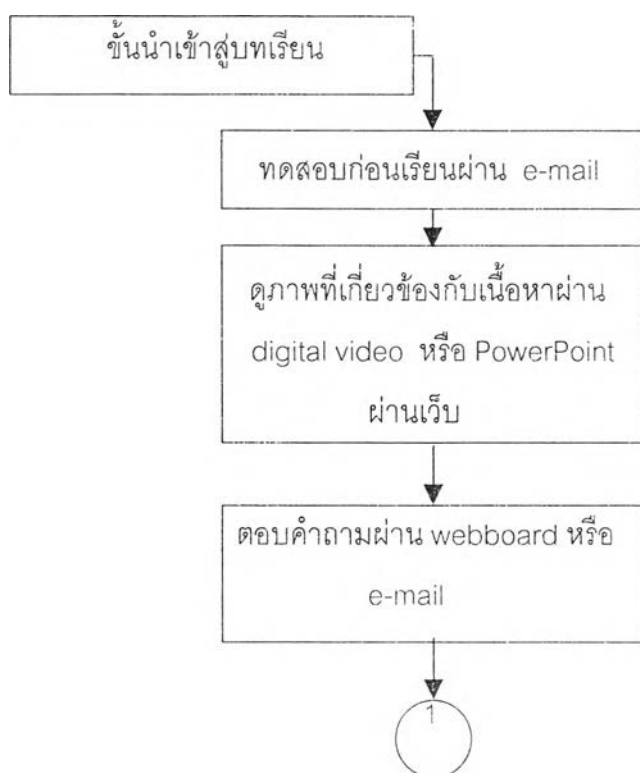 ขั้นนำเข้าสู่บทเรียน
ทดสอบก่อนเรียนผ่าน e-mail
ดูภาพที่เกี่ยวข้องกับเนื้อหาผ่าน
digital video หรือ PowerPoint
ผ่านเว็บ
ตอบคำถามผ่าน webboard หรือ
e-mail
1